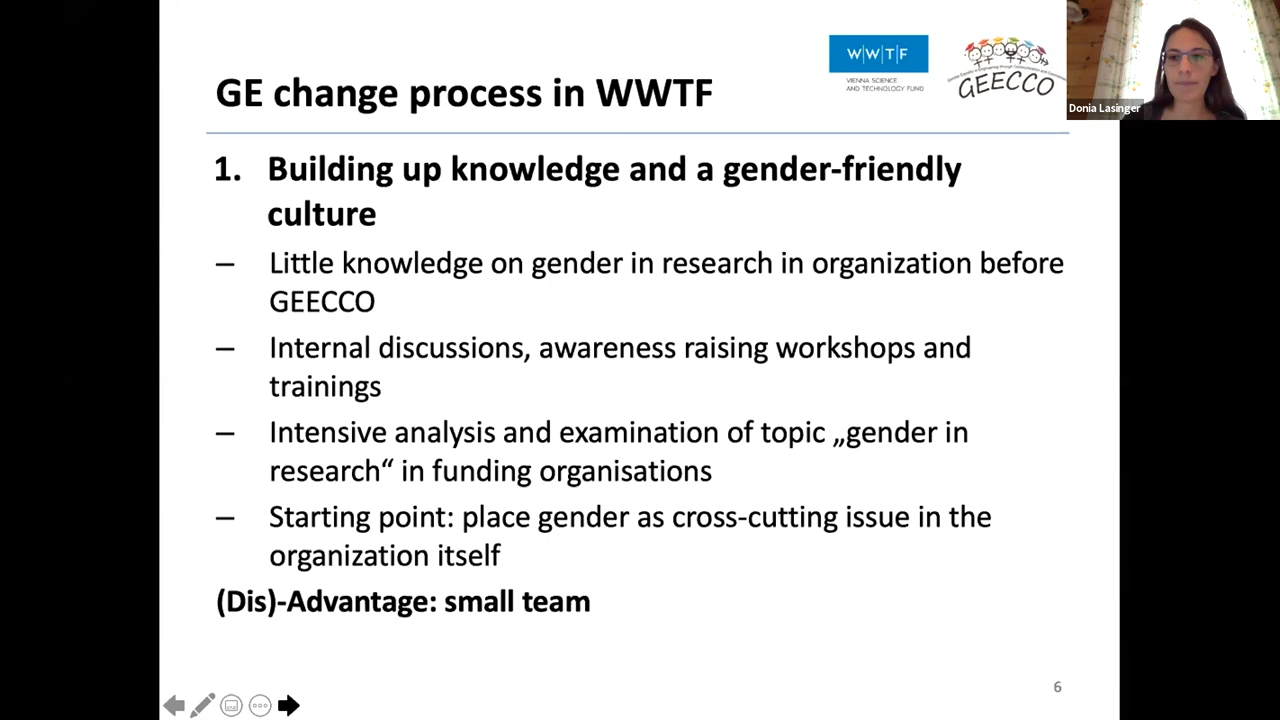 GE change process in WWTF
WWTF
VIENNA SCIENCE
AND TECHNOLOGY FUND
GEECCO
Donia Lasinger
1. Building up knowledge and a gender-friendly
culture
– Little knowledge on gender in research in organization before
GEECCO
– Internal discussions, awareness raising workshops and
trainings
– Intensive analysis and examination of topic „gender in
research“ in funding organisations
– Starting point: place gender as cross-cutting issue in the
organization itself
(Dis)-Advantage: small team
6